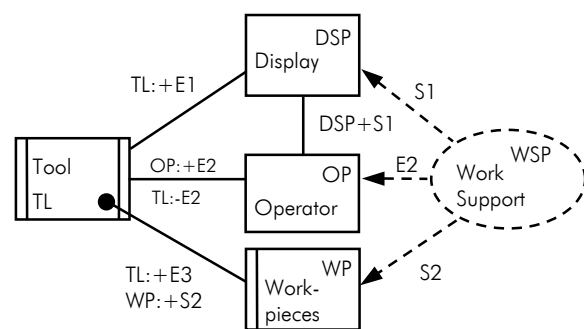 DSP
Display
TL:+E1
S1
DSP+S1
Tool
TL
OP:+E2
TL:-E2
OP
Operator
E2
WSP
Work
Support
TL:+E3
WP:+S2
WP
Work-
pieces
S2